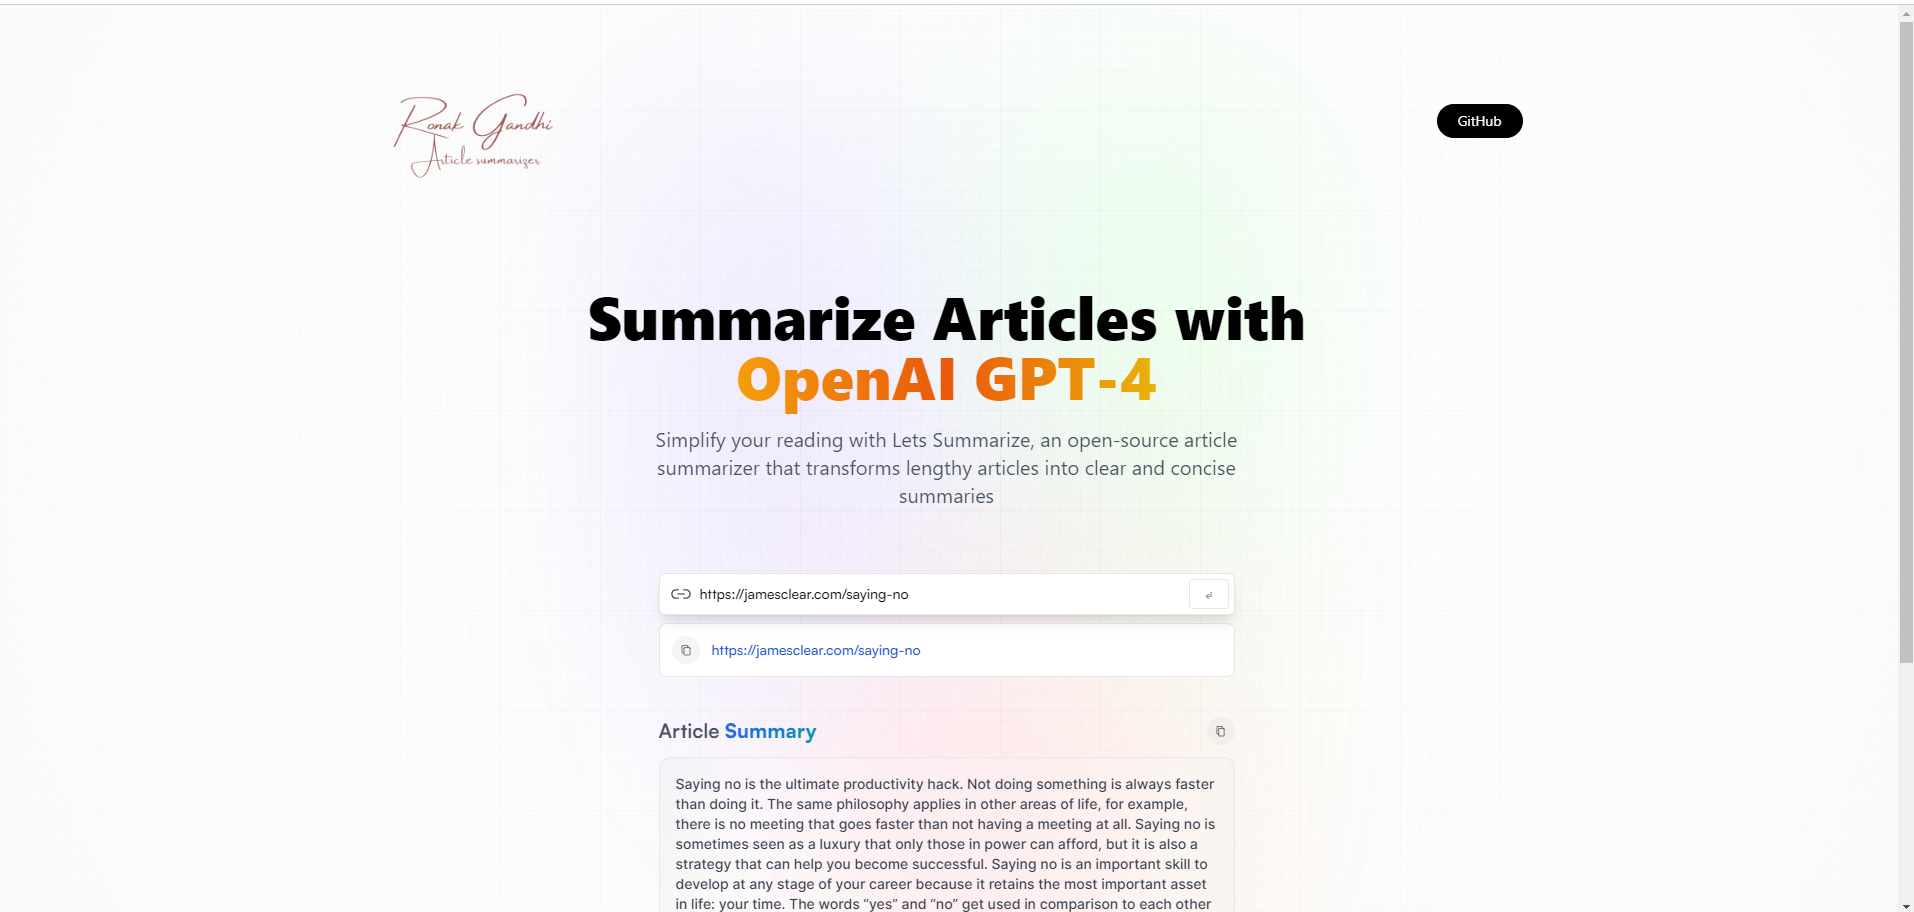 Ronak Gandhi
Article summarizer
GitHub
Summarize Articles with
OpenAI GPT-4
Simplify your reading with Lets Summarize, an open-source article
summarizer that transforms lengthy articles into clear and concise
summaries
https://jamesclear.com/saying-no
https://jamesclear.com/saying-no
Article Summary
Saying no is the ultimate productivity hack. Not doing something is always faster
than doing it. The same philosophy applies in other areas of life, for example,
there is no meeting that goes faster than not having a meeting at all. Saying no is
sometimes seen as a luxury that only those in power can afford, but it is also a
strategy that can help you become successful. Saying no is an important skill to
develop at any stage of your career because it retains the most important asset
in life: your time. The words “yes” and “no” get used in comparison to each other